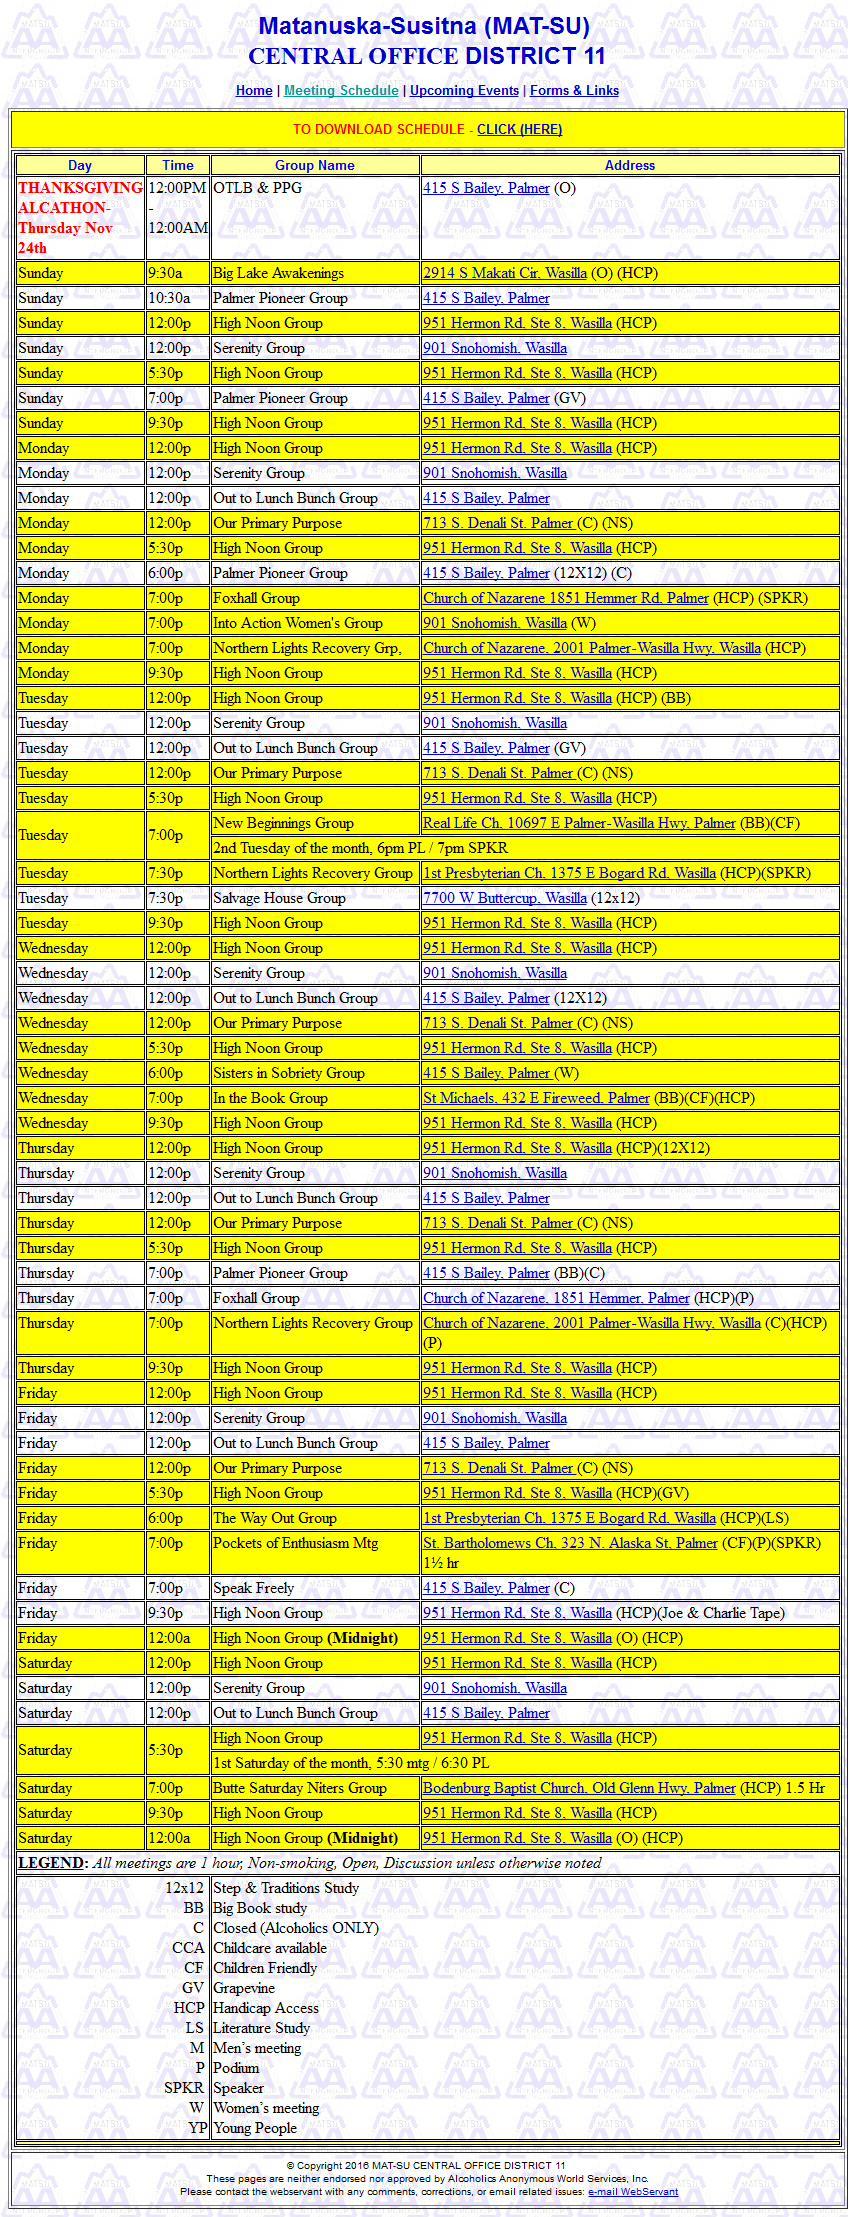 Matanuska-Susitna (MAT-SU)
CENTRAL OFFICE DISTRICT 11
Home | Meeting Schedule | Upcoming Events | Forms & Links
TO DOWNLOAD SCHEDULE - CLICK (HERE)
Day Time Group Name Address
THANKSGIVING 12:00PM OTLB & PPG 415 S Bailey, Palmer (O)
ALCATHON- -
Thursday Nov 12:00AM
24th
Sunday 9:30a Big Lake Awakenings 2914 S Makati Cir, Wasilla (O) (HCP)
Sunday 10:30a Palmer Pioneer Group 415 S Bailey, Palmer
Sunday 12:00p High Noon Group 951 Hermon Rd, Ste 8, Wasilla (HCP)
Sunday 12:00p Serenity Group 901 Snohomish, Wasilla
Sunday 5:30p High Noon Group 951 Hermon Rd, Ste 8, Wasilla (HCP)
Sunday 7:00p Palmer Pioneer Group 415 S Bailey, Palmer (GV)
Sunday 9:30p High Noon Group 951 Hermon Rd, Ste 8, Wasilla (HCP)
Monday 12:00p High Noon Group 951 Hermon Rd, Ste 8, Wasilla (HCP)
Monday 12:00p Serenity Group 901 Snohomish, Wasilla
Monday 12:00p Out to Lunch Bunch Group 415 S Bailey, Palmer
Monday 12:00p Our Primary Purpose 713 S. Denali St. Palmer (C) (NS)
Monday 5:30p High Noon Group 951 Hermon Rd, Ste 8, Wasilla (HCP)
Monday 6:00p Palmer Pioneer Group 415 S Bailey, Palmer (12X12) (C)
Monday 7:00p Foxhall Group Church of Nazarene 1851 Hemmer Rd, Palmer (HCP) (SPKR)
Monday 7:00p Into Action Women's Group 901 Snohomish, Wasilla (W)
Monday 7:00p Northern Lights Recovery Grp, Church of Nazarene, 2001 Palmer-Wasilla Hwy, Wasilla (HCP)
Monday 9:30p High Noon Group 951 Hermon Rd, Ste 8, Wasilla (HCP)
Tuesday 12:00p High Noon Group 951 Hermon Rd, Ste 8, Wasilla (HCP) (BB)
Tuesday 12:00p Serenity Group 901 Snohomish, Wasilla
Tuesday 12:00p Out to Lunch Bunch Group 415 S Bailey, Palmer (GV)
Tuesday 12:00p Our Primary Purpose 713 S. Denali St. Palmer (C) (NS)
Tuesday 5:30p High Noon Group 951 Hermon Rd, Ste 8, Wasilla (HCP)
Tuesday 7:00p New Beginnings Group Real Life Ch, 10697 E Palmer-Wasilla Hwy, Palmer (BB)(CF)
2nd Tuesday of the month, 6pm PL / 7pm SPKR
Tuesday 7:30p Northern Lights Recovery Group 1st Presbyterian Ch, 1375 E Bogard Rd, Wasilla (HCP)(SPKR)
Tuesday 7:30p Salvage House Group 7700 W Buttercup, Wasilla (12x12)
Tuesday 9:30p High Noon Group 951 Hermon Rd, Ste 8, Wasilla (HCP)
Wednesday 12:00p High Noon Group 951 Hermon Rd, Ste 8, Wasilla (HCP)
Wednesday 12:00p Serenity Group 901 Snohomish, Wasilla
Wednesday 12:00p Out to Lunch Bunch Group 415 S Bailey, Palmer (12X12)
Wednesday 12:00p Our Primary Purpose 713 S. Denali St. Palmer (C) (NS)
Wednesday 5:30p High Noon Group 951 Hermon Rd, Ste 8, Wasilla (HCP)
Wednesday 6:00p Sisters in Sobriety Group 415 S Bailey, Palmer (W)
Wednesday 7:00p In the Book Group St Michaels, 432 E Fireweed, Palmer (BB)(CF)(HCP)
Wednesday 9:30p High Noon Group 951 Hermon Rd, Ste 8, Wasilla (HCP)
Thursday 12:00p High Noon Group 951 Hermon Rd, Ste 8, Wasilla (HCP)(12X12)
Thursday 12:00p Serenity Group 901 Snohomish, Wasilla
Thursday 12:00p Out to Lunch Bunch Group 415 S Bailey, Palmer
Thursday 12:00p Our Primary Purpose 713 S. Denali St. Palmer (C) (NS)
Thursday 5:30p High Noon Group 951 Hermon Rd, Ste 8, Wasilla (HCP)
Thursday 7:00p Palmer Pioneer Group 415 S Bailey, Palmer (BB)(C)
Thursday 7:00p Foxhall Group Church of Nazarene, 1851 Hemmer, Palmer (HCP)(P)
Thursday 7:00p Northern Lights Recovery Group Church of Nazarene, 2001 Palmer-Wasilla Hwy, Wasilla (C)(HCP)
(P)
Thursday 9:30p High Noon Group 951 Hermon Rd, Ste 8, Wasilla (HCP)
Friday 12:00p High Noon Group 951 Hermon Rd, Ste 8, Wasilla (HCP)
Friday 12:00p Serenity Group 901 Snohomish, Wasilla
Friday 12:00p Out to Lunch Bunch Group 415 S Bailey, Palmer
Friday 12:00p Our Primary Purpose 713 S. Denali St. Palmer (C) (NS)
Friday 5:30p High Noon Group 951 Hermon Rd, Ste 8, Wasilla (HCP)(GV)
Friday 6:00p The Way Out Group 1st Presbyterian Ch, 1375 E Bogard Rd, Wasilla (HCP)(LS)
Friday 7:00p Pockets of Enthusiasm Mtg St. Bartholomews Ch, 323 N. Alaska St, Palmer (CF)(P)(SPKR)
1½ hr
Friday 7:00p Speak Freely 415 S Bailey, Palmer (C)
Friday 9:30p High Noon Group 951 Hermon Rd, Ste 8, Wasilla (HCP)(Joe & Charlie Tape)
Friday 12:00a High Noon Group (Midnight) 951 Hermon Rd, Ste 8, Wasilla (O) (HCP)
Saturday 12:00p High Noon Group 951 Hermon Rd, Ste 8, Wasilla (HCP)
Saturday 12:00p Serenity Group 901 Snohomish, Wasilla
Saturday 12:00p Out to Lunch Bunch Group 415 S Bailey, Palmer
Saturday 5:30p High Noon Group 951 Hermon Rd, Ste 8, Wasilla (HCP)
1st Saturday of the month, 5:30 mtg / 6:30 PL
Saturday 7:00p Butte Saturday Niters Group Bodenburg Baptist Church, Old Glenn Hwy, Palmer (HCP) 1.5 Hr
Saturday 9:30p High Noon Group 951 Hermon Rd, Ste 8, Wasilla (HCP)
Saturday 12:00a High Noon Group (Midnight) 951 Hermon Rd, Ste 8, Wasilla (O) (HCP)
LEGEND: All meetings are 1 hour, Non-smoking, Open, Discussion unless otherwise noted
12x12 Step & Traditions Study
BB Big Book study
C Closed (Alcoholics ONLY)
CCA Childcare available
CF Children Friendly
GV Grapevine
HCP Handicap Access
LS Literature Study
M Men’s meeting
P Podium
SPKR Speaker
W Women’s meeting
YP Young People
© Copyright 2016 MAT-SU CENTRAL OFFICE DISTRICT 11
These pages are neither endorsed nor approved by Alcoholics Anonymous World Services, Inc.
Please contact the webservant with any comments, corrections, or email related issues: e-mail WebServant